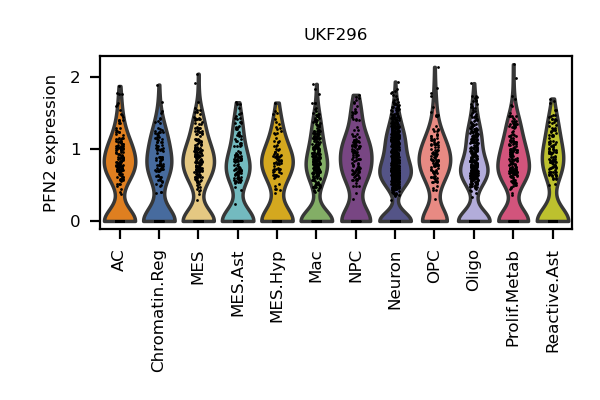 UKF296
PFN2 expression
2
1
0
AC
Chromatin.Reg
MES
MES.Ast
MES.Hyp
Mac
NPC
Neuron
OPC
Oligo
Prolif.Metab
Reactive.Ast